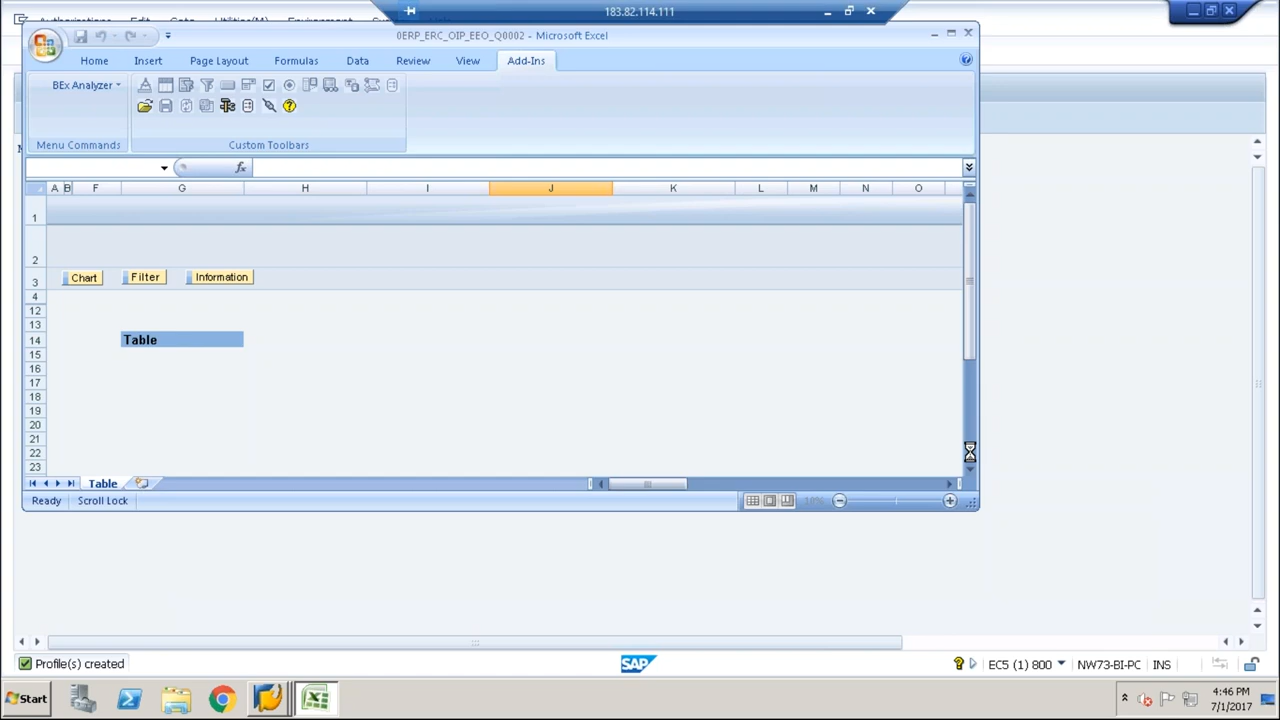 183.82.114.111
0ERP_ERC_OIP_EEO_Q0002 - Microsoft Excel
Home Insert Page Layout Formulas Data Review View Add-Ins
BEx Analyzer
Menu Commands Custom Toolbars
A B F G H I J K L M N O
1
2
Chart Filter Information
3
4
12
13
14 Table
15
16
17
18
19
20
21
22
23
Table
Ready Scroll Lock
Profile(s) created SAP EC5 (1) 800 NW73-BI-PC INS
Start 4:46 PM
7/1/2017